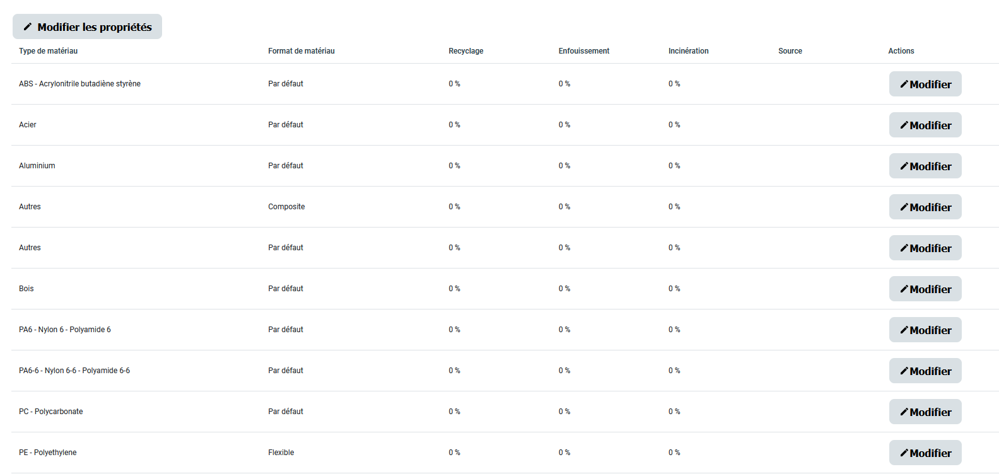 Modifier les propriétés
Type de matériau Format de matériau Recyclage Enfouissement Incinération Source Actions
ABS - Acrylonitrile butadiène styrène Par défaut 0 % 0 % 0 % Modifier
Acier Par défaut 0 % 0 % 0 % Modifier
Aluminium Par défaut 0 % 0 % 0 % Modifier
Autres Composite 0 % 0 % 0 % Modifier
Autres Par défaut 0 % 0 % 0 % Modifier
Bois Par défaut 0 % 0 % 0 % Modifier
PA6 - Nylon 6 - Polyamide 6 Par défaut 0 % 0 % 0 % Modifier
PA6-6 - Nylon 6-6 - Polyamide 6-6 Par défaut 0 % 0 % 0 % Modifier
PC - Polycarbonate Par défaut 0 % 0 % 0 % Modifier
PE - Polyethylene Flexible 0 % 0 % 0 % Modifier